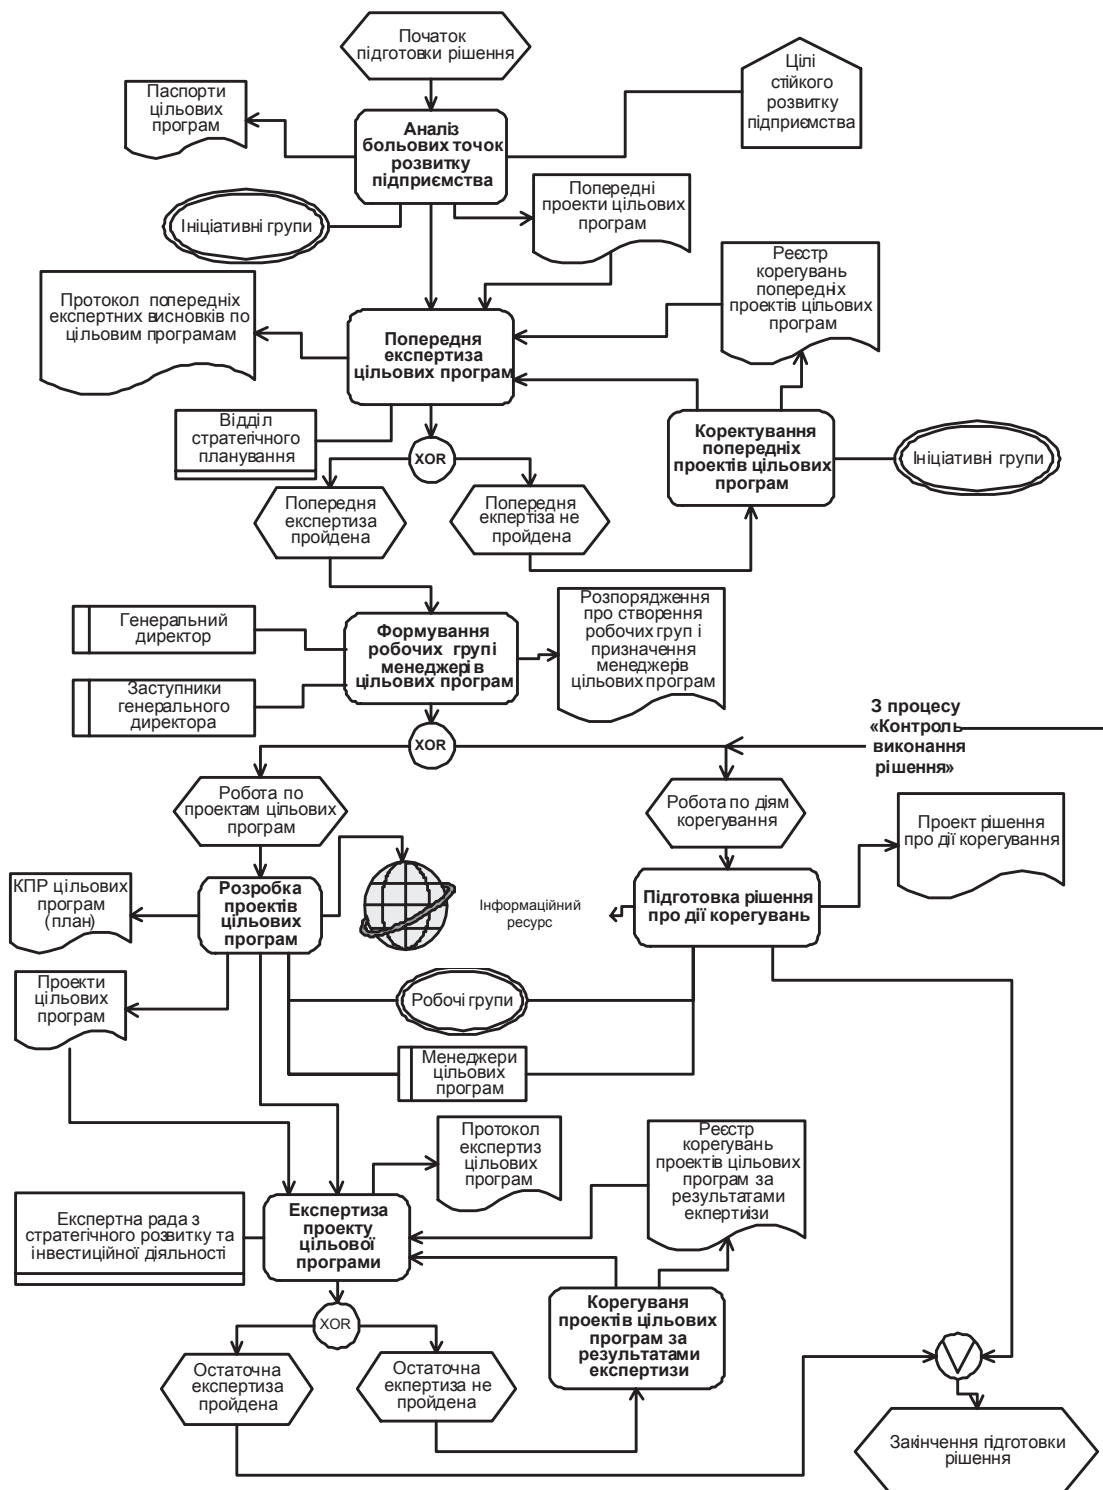 Початок
підготовки рішення
Цілі
стійкого
розвитку
підприємства
Паспорти
цільових
програм
Аналіз
больових точок
розвитку
підприємства
Ініціативні групи
Попередні
проекти цільових
програм
Реєстр
корегувань
попередніх
проектів цільових
програм
Протокол попередніх
експертних висновків по
цільовим програмам
Попередня
експертиза
цільових програм
Відділ
стратегічного
планування
XOR
Коректування
попередніх
проектів цільових
програм
Ініціативні групи
Попередня
експертиза
пройдена
Попередня
експертіза не
пройдена
Генеральний
директор
Формування
робочих групі
менеджерів
цільових програм
Розпорядження
про створення
робочих груп і
призначення
менеджерів
цільових програм
Заступники
генерального
директора
XOR
З процесу
«Контроль
виконання
рішення»
Робота по
проектам цільових
програм
Робота по діям
корегування
Проект рішення
про дії корегування
КПР цільових
програм
(план)
Розробка
проектів
цільових
програм
Інформаційний
ресурс
Підготовка рішення
про дії корегувань
Проекти
цільових
програм
Робочі групи
Менеджери
цільових
програм
Протокол
експертиз
цільових
програм
Реєстр
корегувань
проектів цільових
програм за
результатами
експертиізи
Експертна рада з
стратегічного розвитку та
інвестиційної діяльності
Експертиза
проекту
цільової
програми
XOR
Корегуваня
проектів цільових
програм за
результатами
експертизи
Остаточна
експертиза
пройдена
Остаточна
екпертиза не
пройдена
Закінчення підготовки
рішення